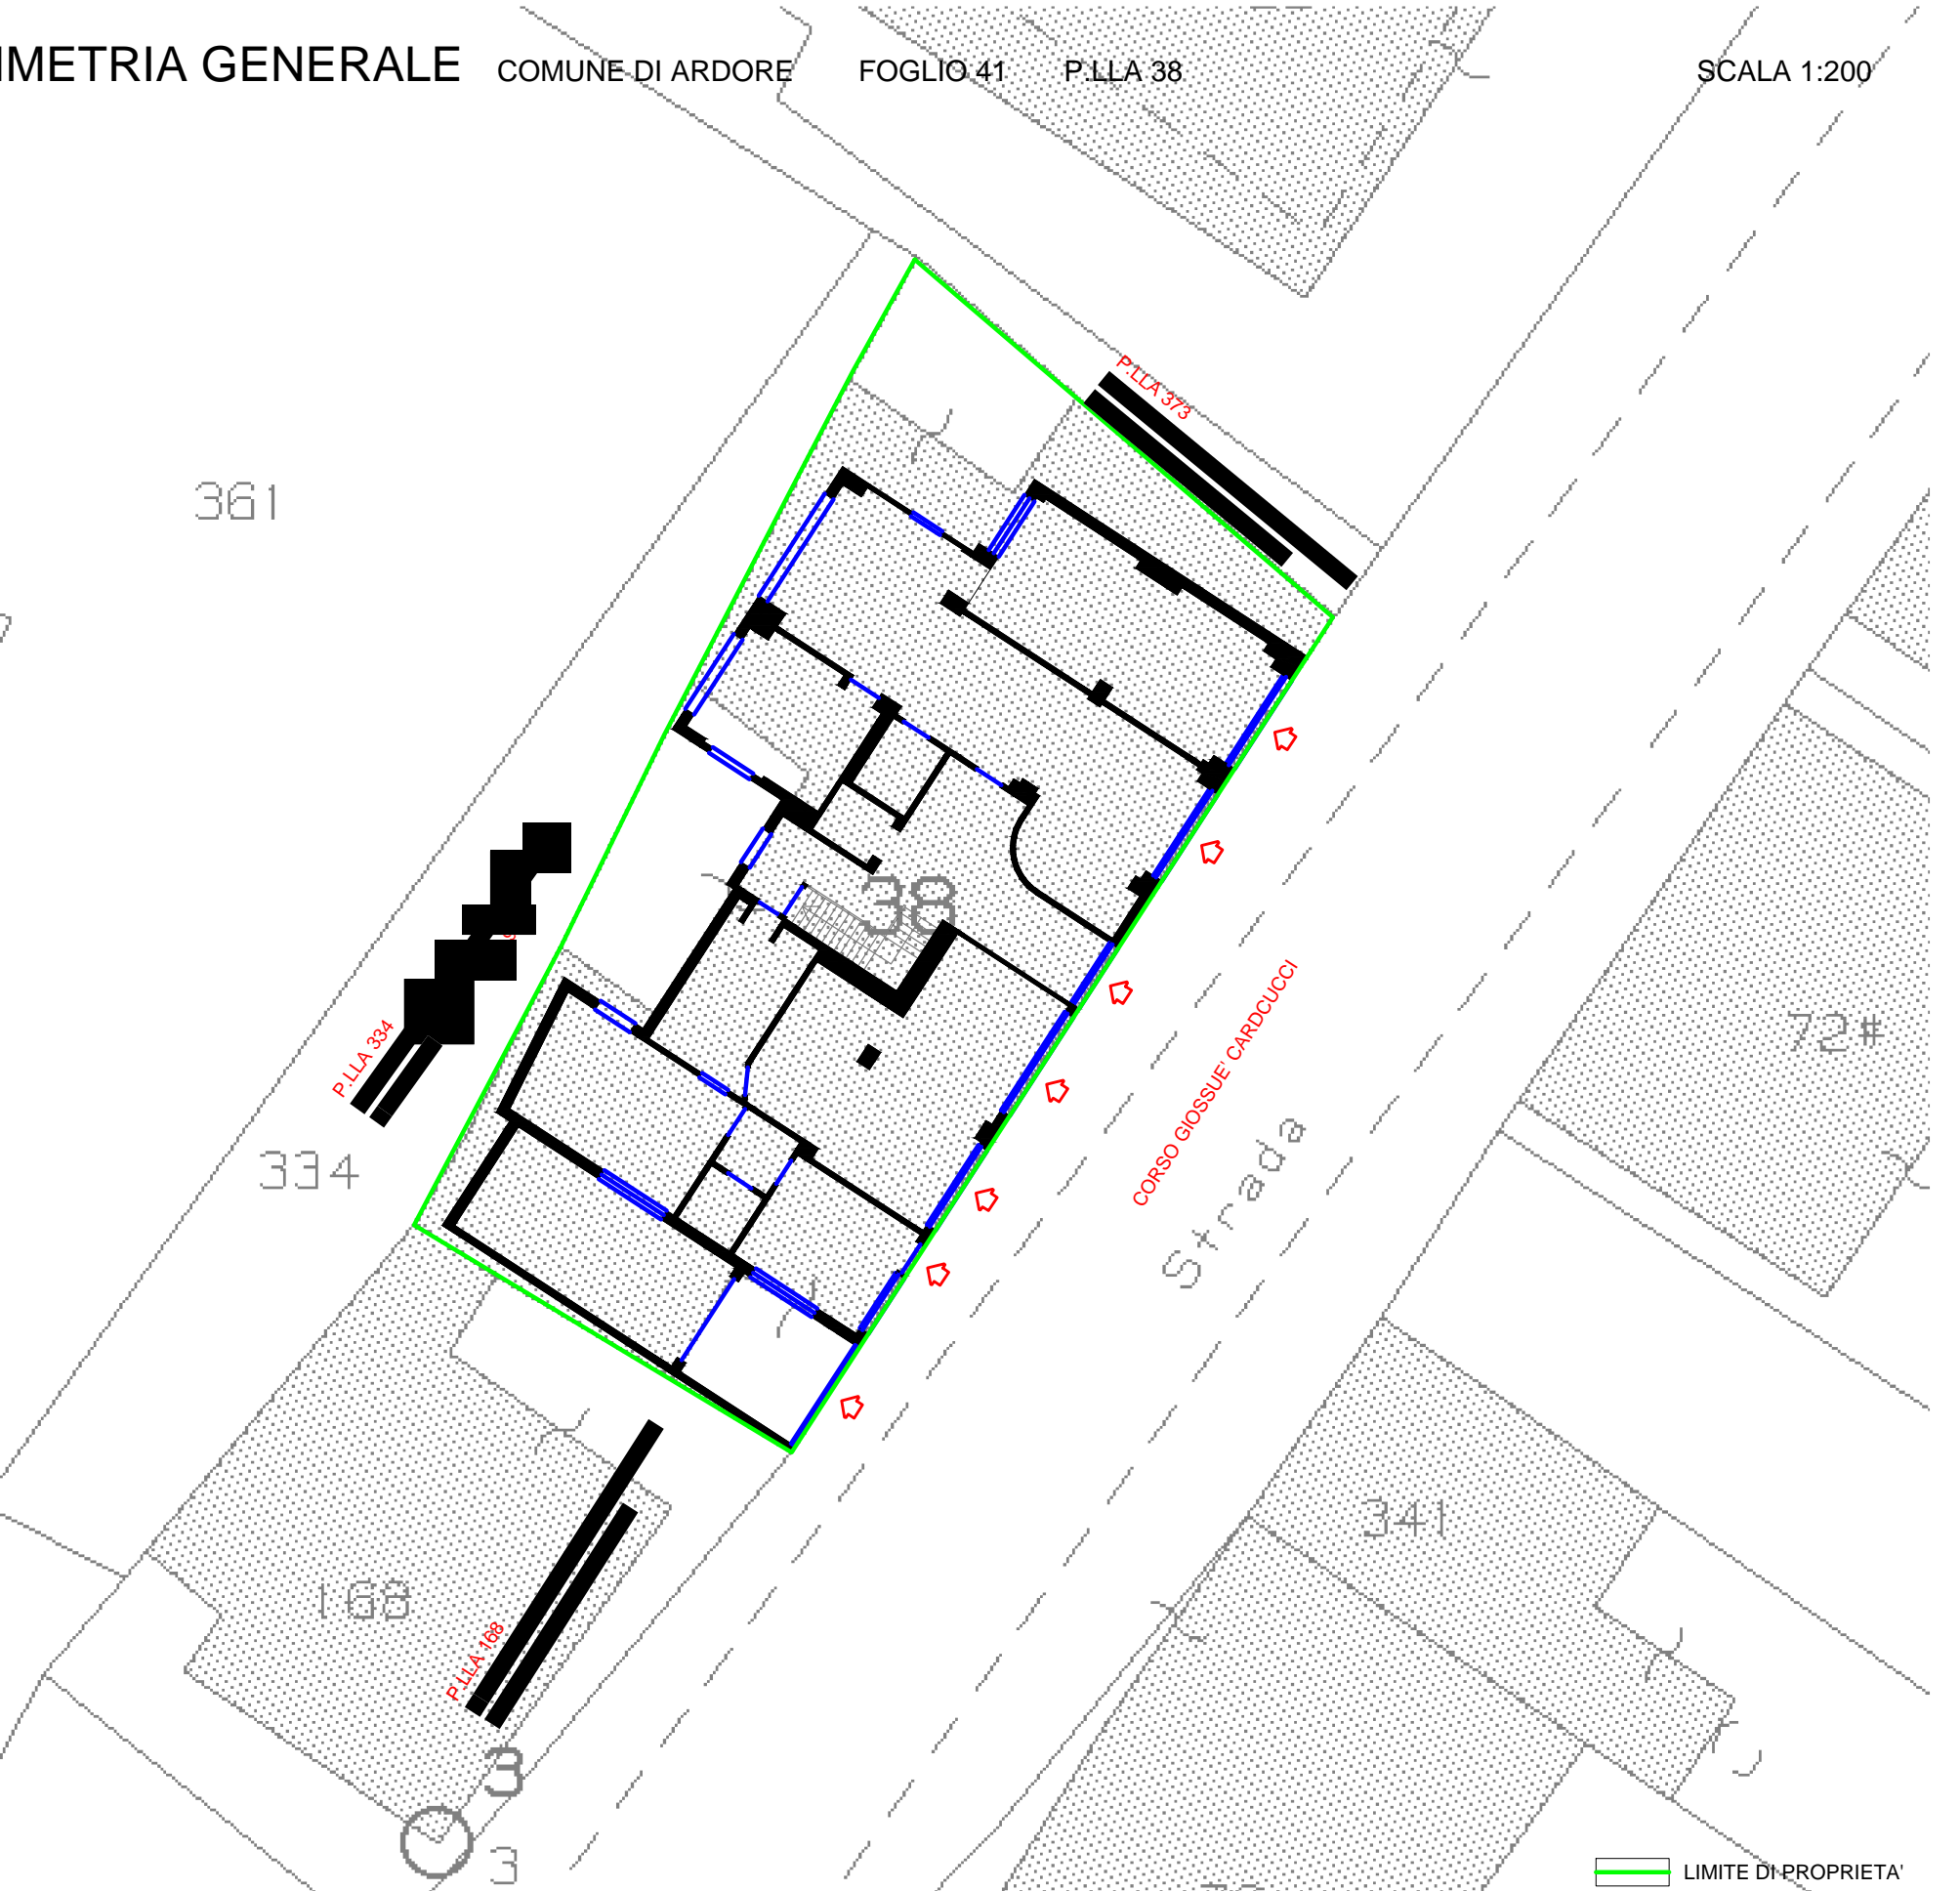 IMETRIA GENERALE COMUNE DI ARDORE FOGLIO 41 P.LLA 38 SCALA 1:200
P.LLA 373
361
38
P.LLA 334
CORSO GIOSSUE' CARDCUCCI
72#
Strada
334
341
168
P.LLA 168
3
3
LIMITE DI PROPRIETA'